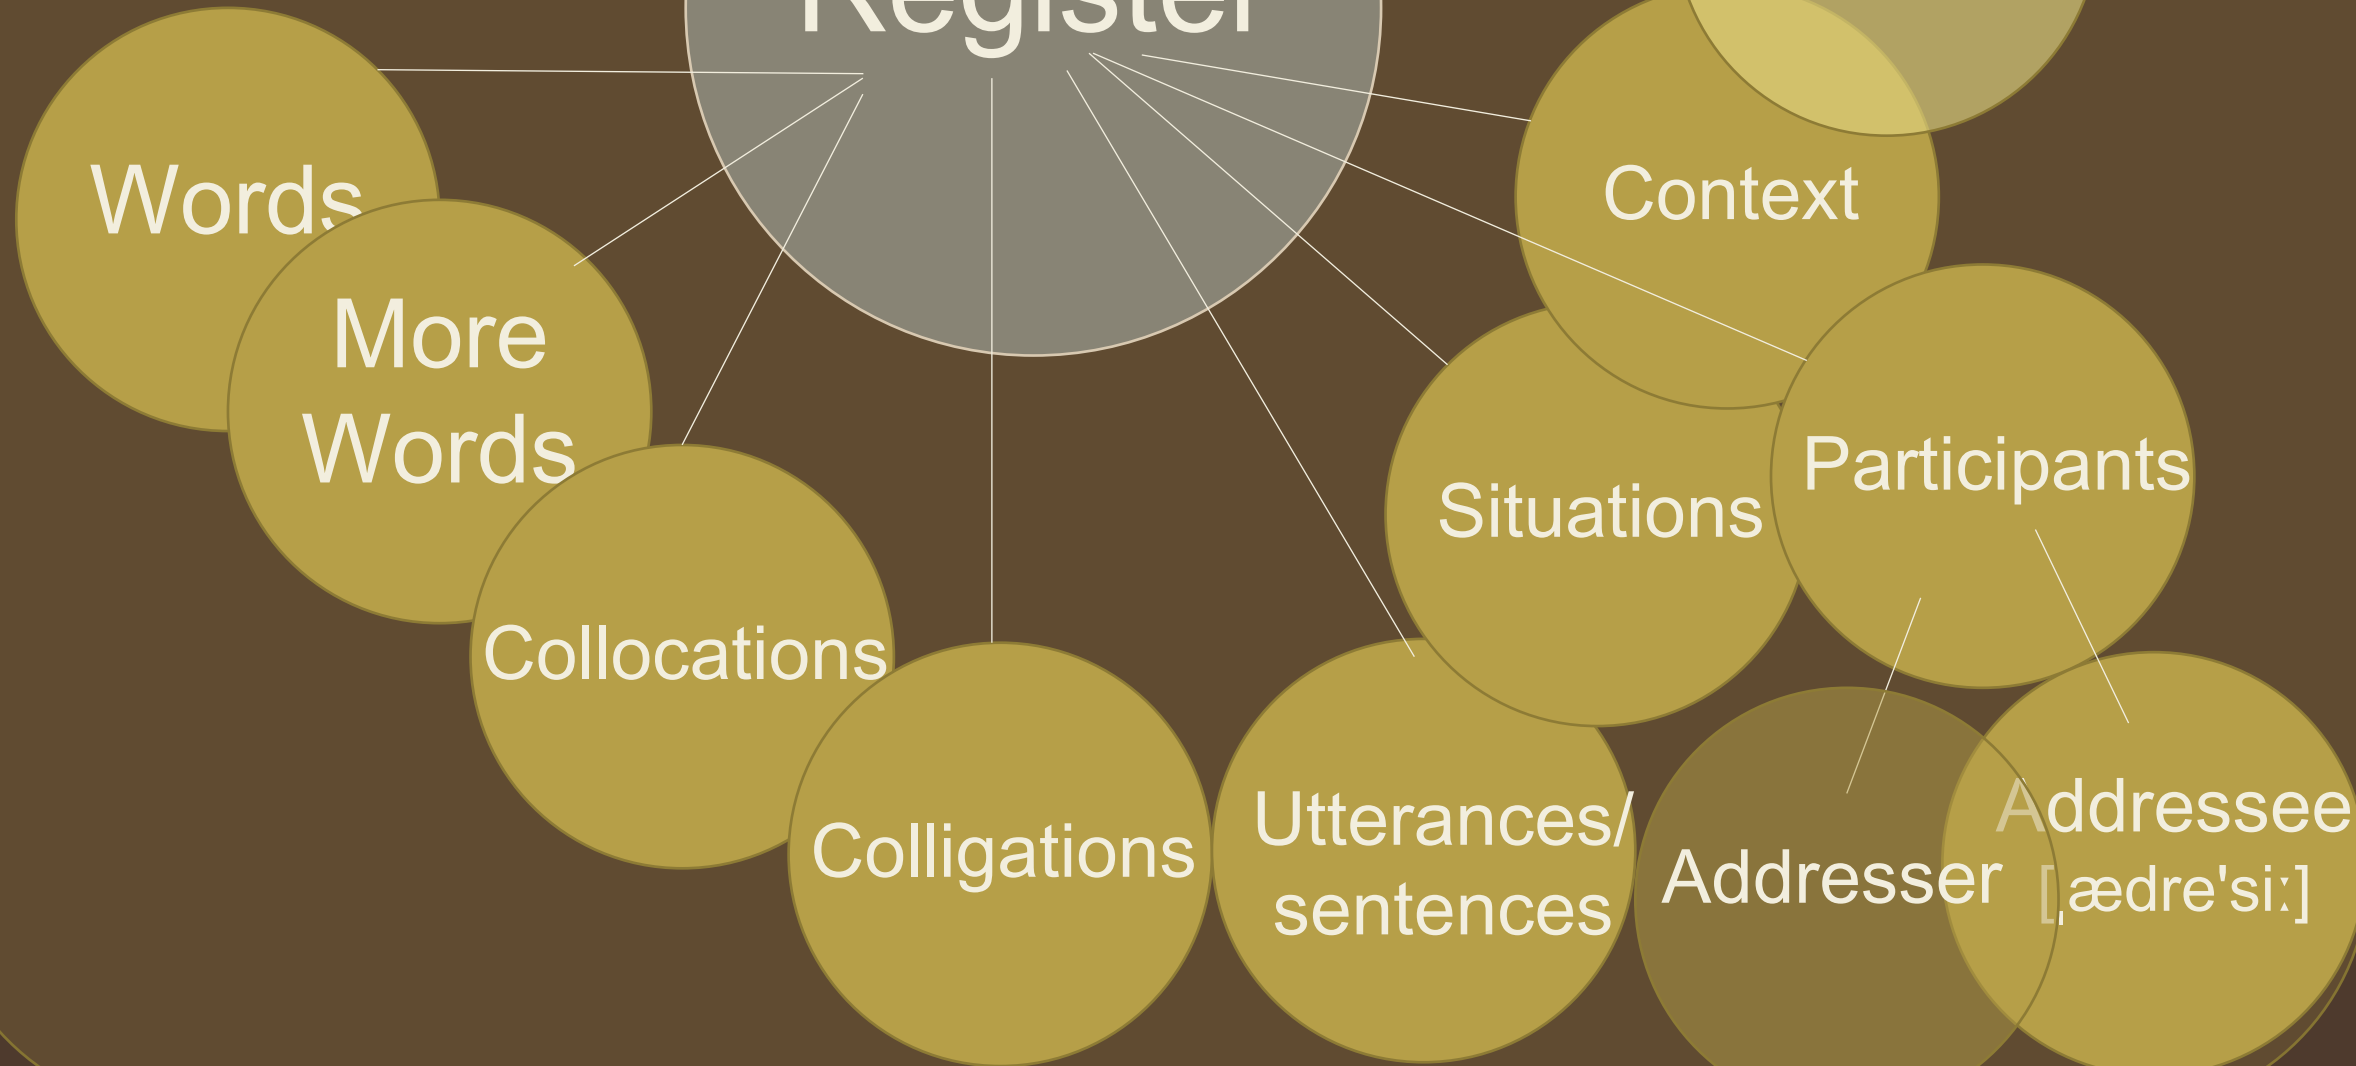 Register
Words
More
Words
Collocations
Colligations
Utterances/
sentences
Situations
Context
Participants
Addresser
Addressee
[ˌædre'siː]